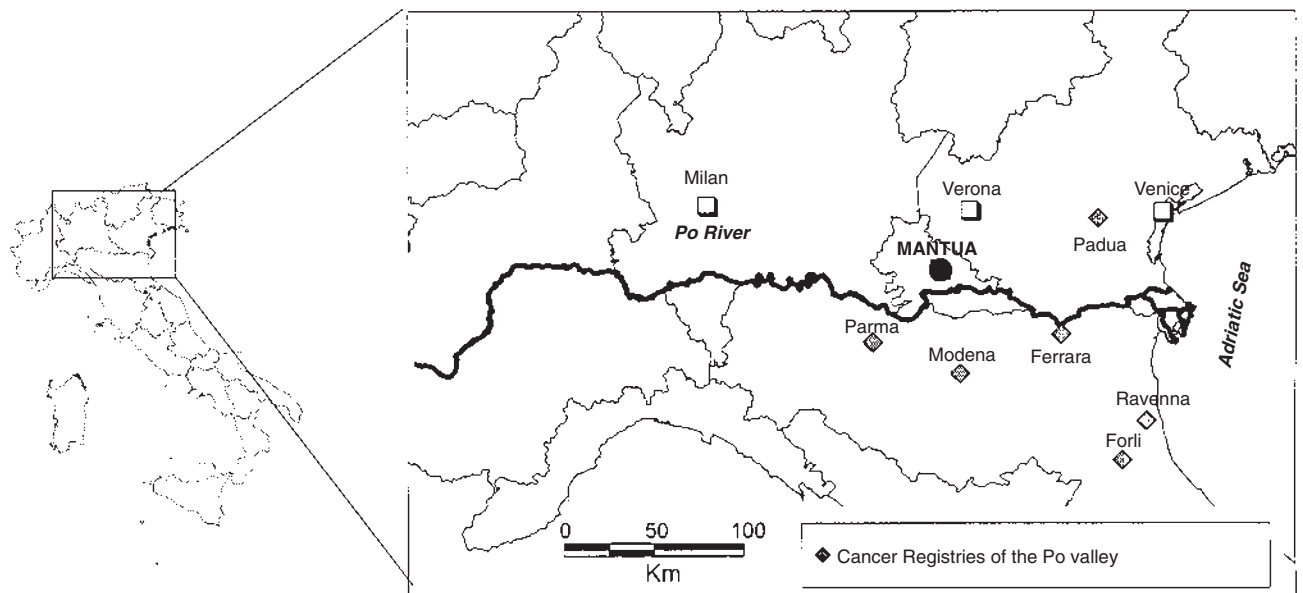 Milan
Verona
Venice
Po River
Padua
MANTUA
Adriatic Sea
Parma
Modena
Ferrara
Ravenna
Forli
0 50 100
Km
Cancer Registries of the Po valley